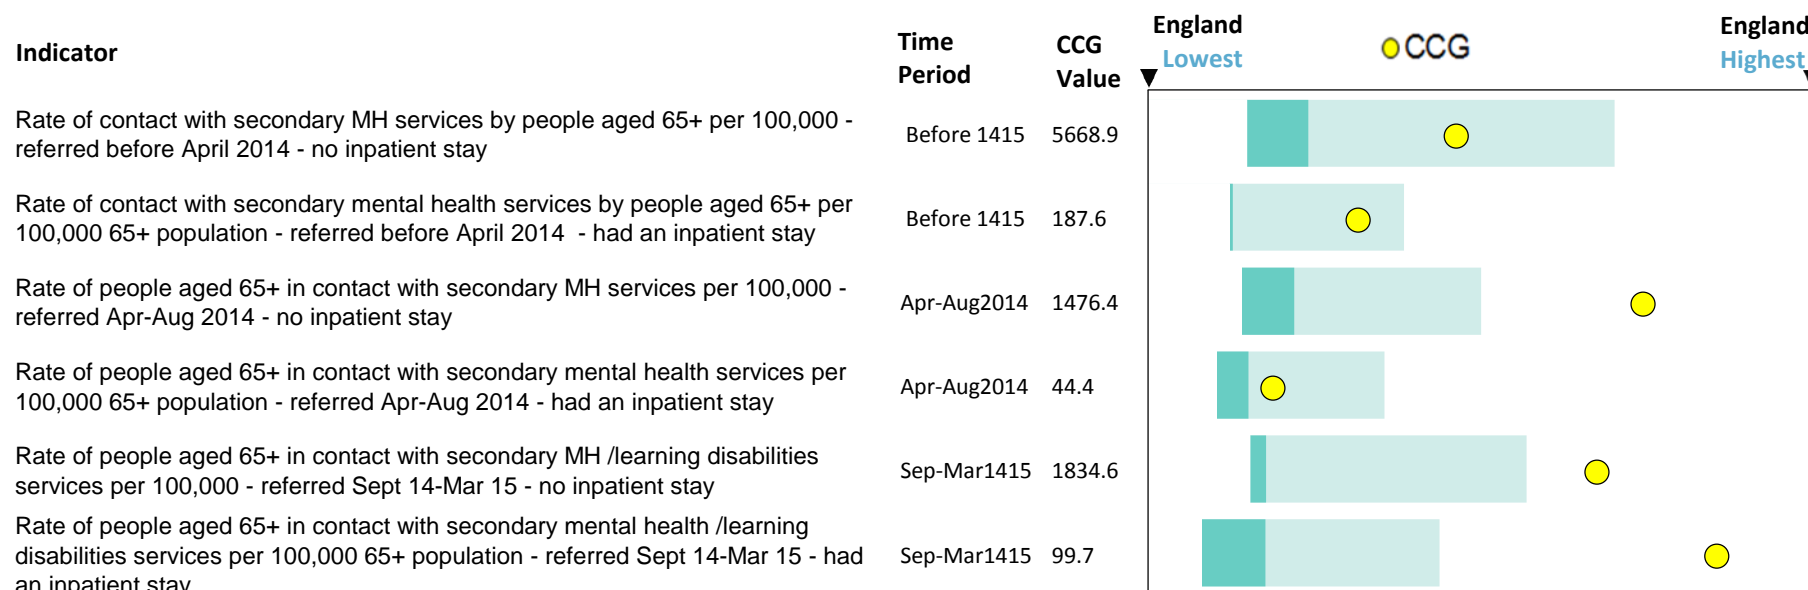 Indicator
Time
Period
CCG
Value
England
Lowest
CCG
England
Highest
Rate of contact with secondary MH services by people aged 65+ per 100,000 -
referred before April 2014 - no inpatient stay
Before 1415
5668.9
Rate of contact with secondary mental health services by people aged 65+ per
100,000 65+ population - referred before April 2014  - had an inpatient stay
Before 1415
187.6
Rate of people aged 65+ in contact with secondary MH services per 100,000 -
referred Apr-Aug 2014 - no inpatient stay
Apr-Aug2014
1476.4
Rate of people aged 65+ in contact with secondary mental health services per
100,000 65+ population - referred Apr-Aug 2014 - had an inpatient stay
Apr-Aug2014
44.4
Rate of people aged 65+ in contact with secondary MH /learning disabilities
services per 100,000 - referred Sept 14-Mar 15 - no inpatient stay
Sep-Mar1415
1834.6
Rate of people aged 65+ in contact with secondary mental health /learning
disabilities services per 100,000 65+ population - referred Sept 14-Mar 15 - had
an inpatient stay
Sep-Mar1415
99.7